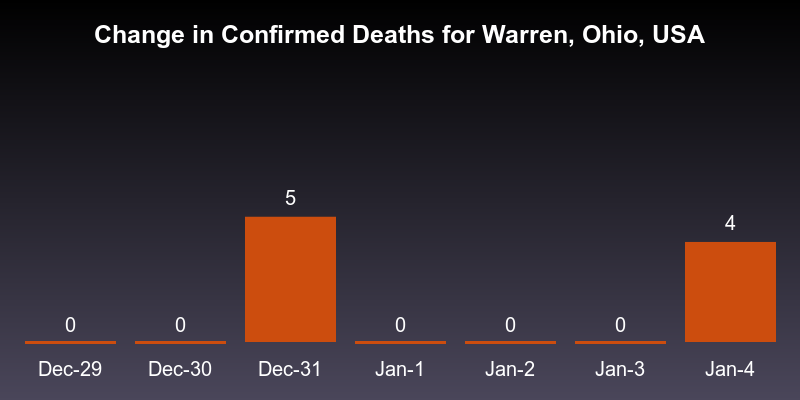 Change in Confirmed Deaths for Warren, Ohio, USA
5
4
0 0 0 0 0
Dec-29 Dec-30 Dec-31 Jan-1 Jan-2 Jan-3 Jan-4